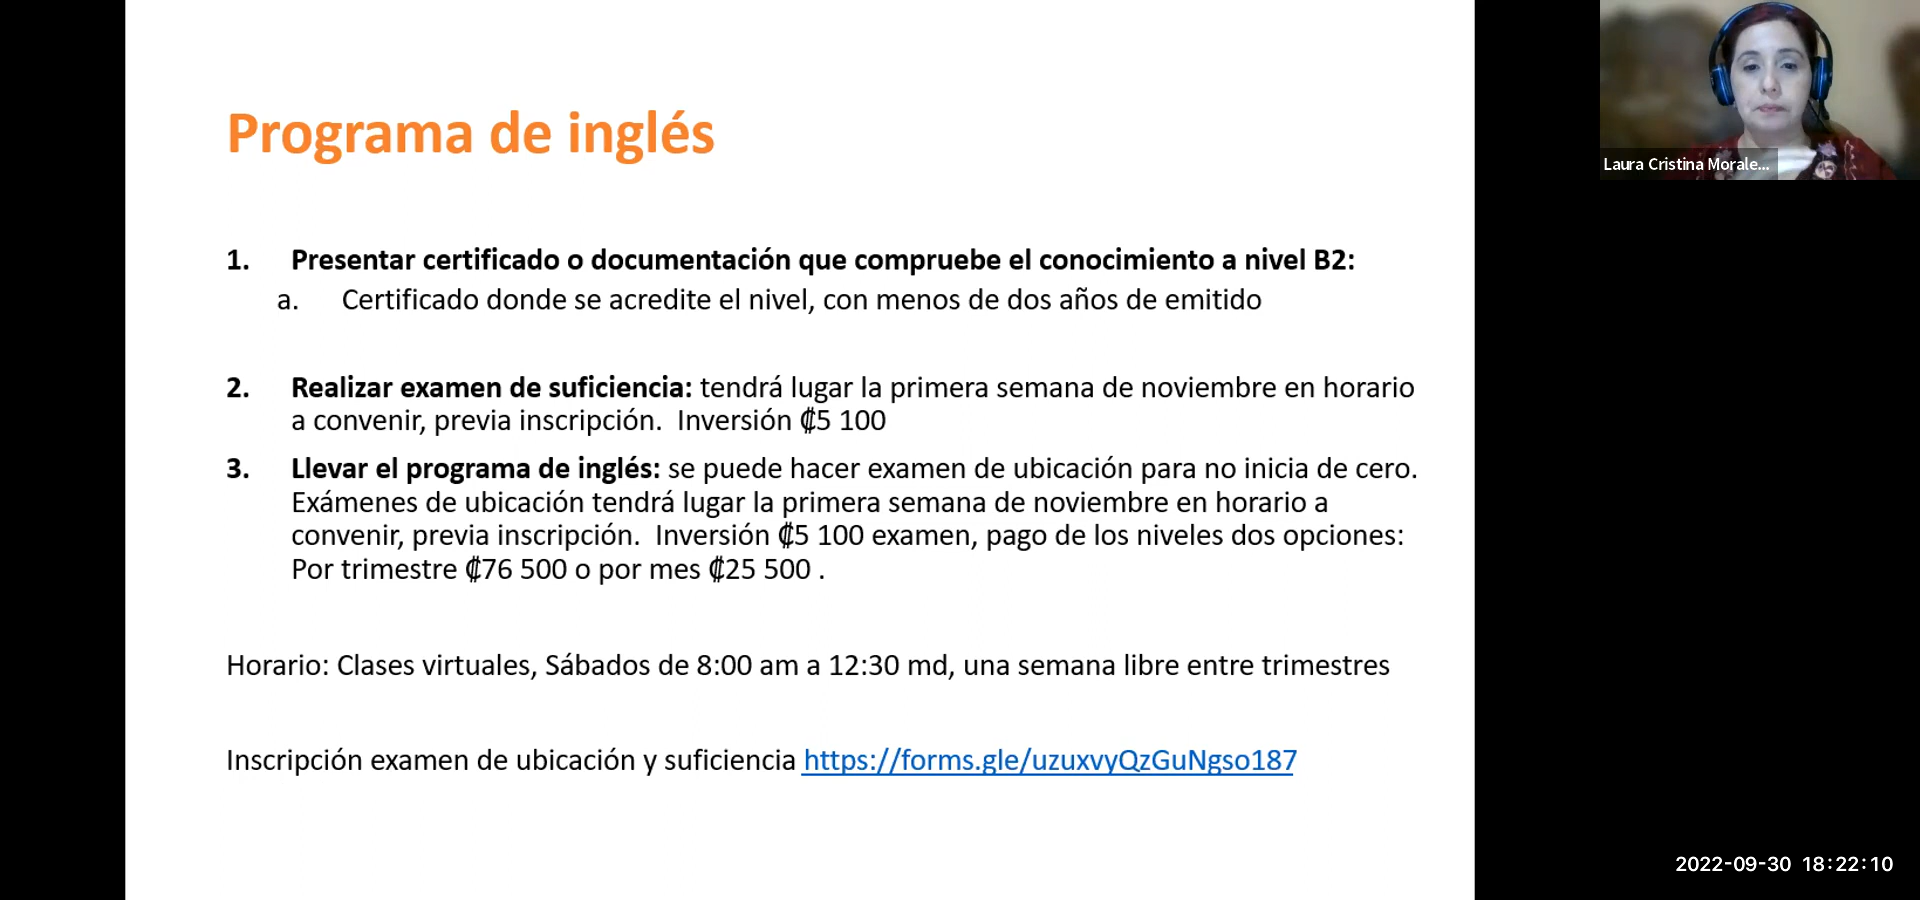 Programa de inglés
Laura Cristina Morale...
1. Presentar certificado o documentación que compruebe el conocimiento a nivel B2:
a. Certificado donde se acredite el nivel, con menos de dos años de emitido
2. Realizar examen de suficiencia: tendrá lugar la primera semana de noviembre en horario
a convenir, previa inscripción.  Inversión ₡5 100
3. Llevar el programa de inglés: se puede hacer examen de ubicación para no inicia de cero.
Exámenes de ubicación tendrá lugar la primera semana de noviembre en horario a
convenir, previa inscripción.  Inversión ₡5 100 examen, pago de los niveles dos opciones:
Por trimestre ₡76 500 o por mes ₡25 500 .
Horario: Clases virtuales, Sábados de 8:00 am a 12:30 md, una semana libre entre trimestres
Inscripción examen de ubicación y suficiencia https://forms.gle/uzuxvyQzGuNgso187
2022-09-30 18:22:10